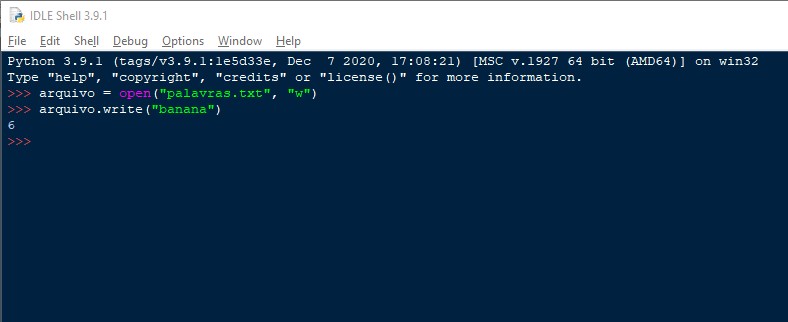 IDLE Shell 3.9.1
File Edit Shell Debug Options Window Help
Python 3.9.1 (tags/v3.9.1:1e5d33e, Dec  7 2020, 17:08:21) [MSC v.1927 64 bit (AMD64)] on win32
Type "help", "copyright", "credits" or "license()" for more information.
>>> arquivo = open("palavras.txt", "w")
>>> arquivo.write("banana")
6
>>>